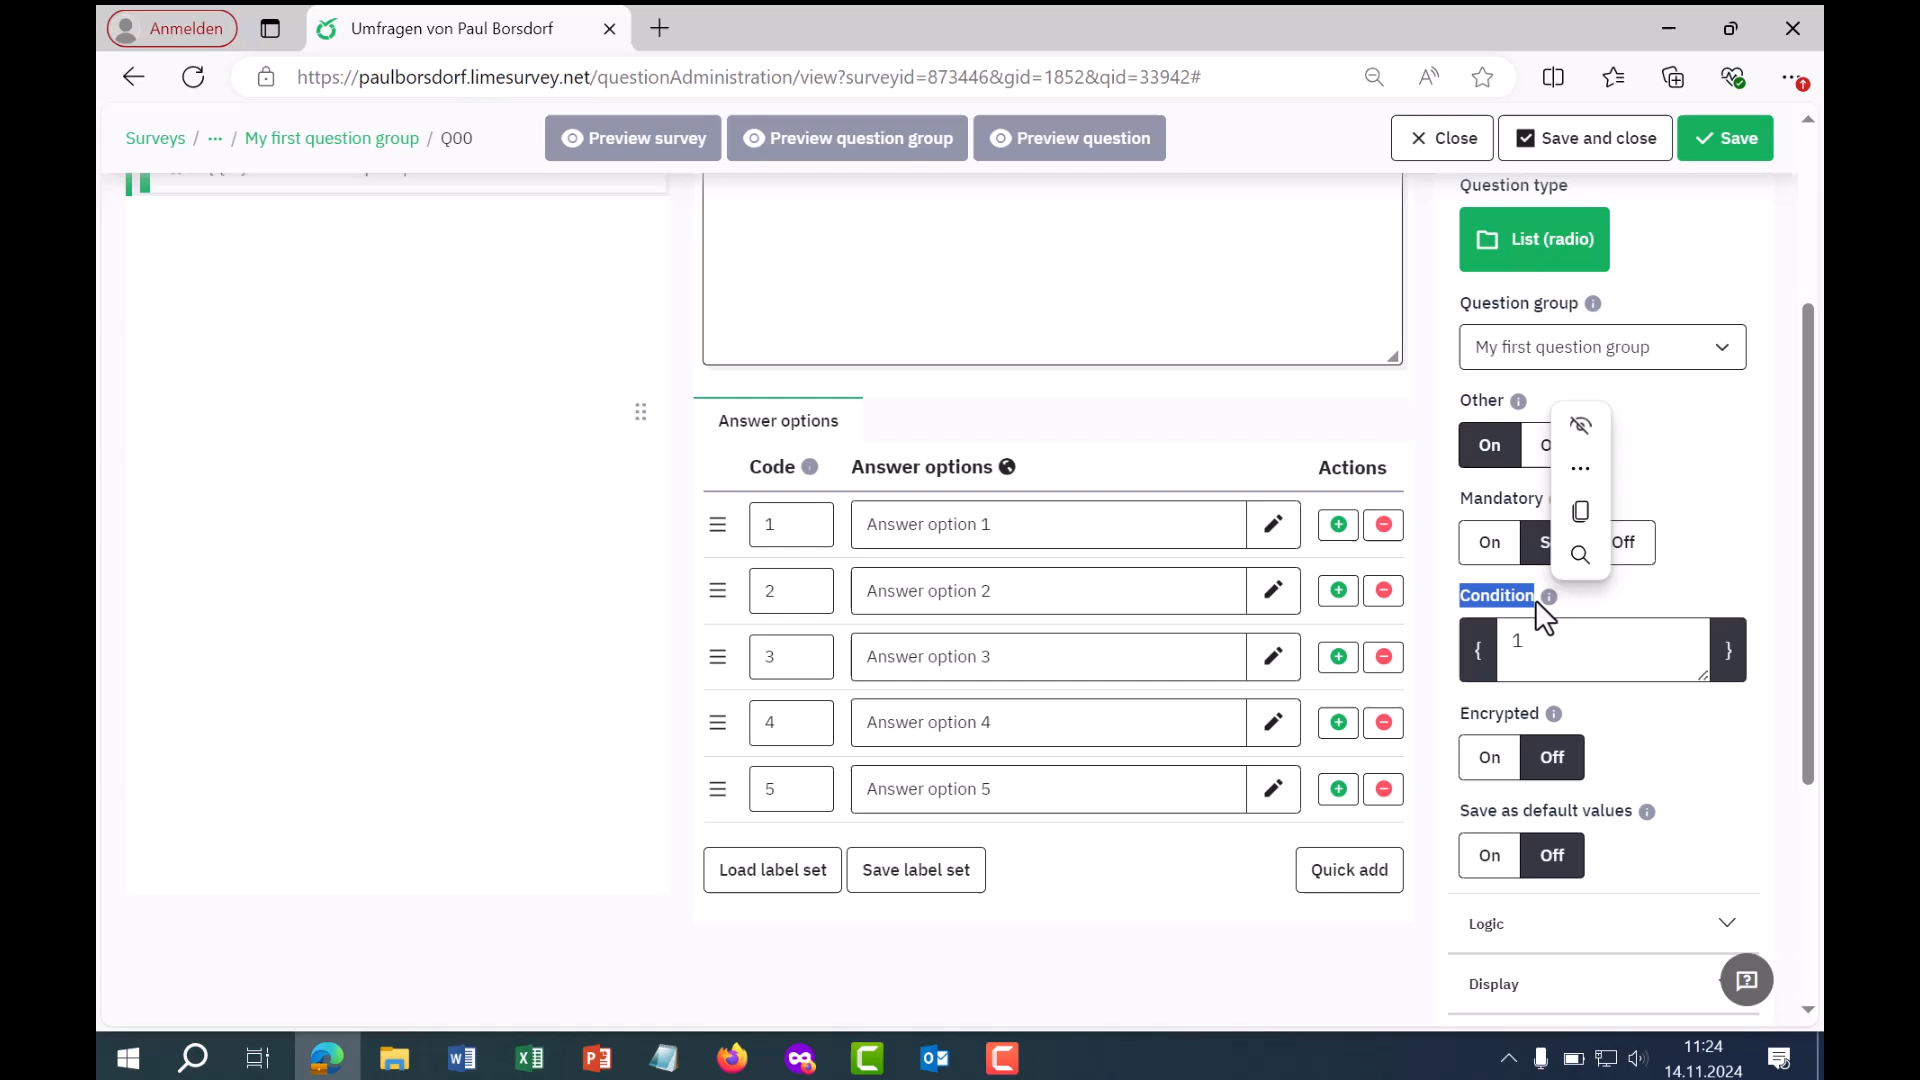 Anmelden
Umfragen von Paul Borsdorf
https://paulborsdorf.limesurvey.net/questionAdministration/view?surveyid=873446&gid=1852&qid=33942#
Surveys / ... / My first question group / Q00
Preview survey
Preview question group
Preview question
Close
Save and close
Save
Question type
List (radio)
Question group
My first question group
Other
On
Mandatory
On
Off
Condition
{ 1 }
Encrypted
On Off
Save as default values
On Off
Logic
Display
Answer options
Code Answer options Actions
1 Answer option 1
2 Answer option 2
3 Answer option 3
4 Answer option 4
5 Answer option 5
Load label set
Save label set
Quick add
11:24
14.11.2024